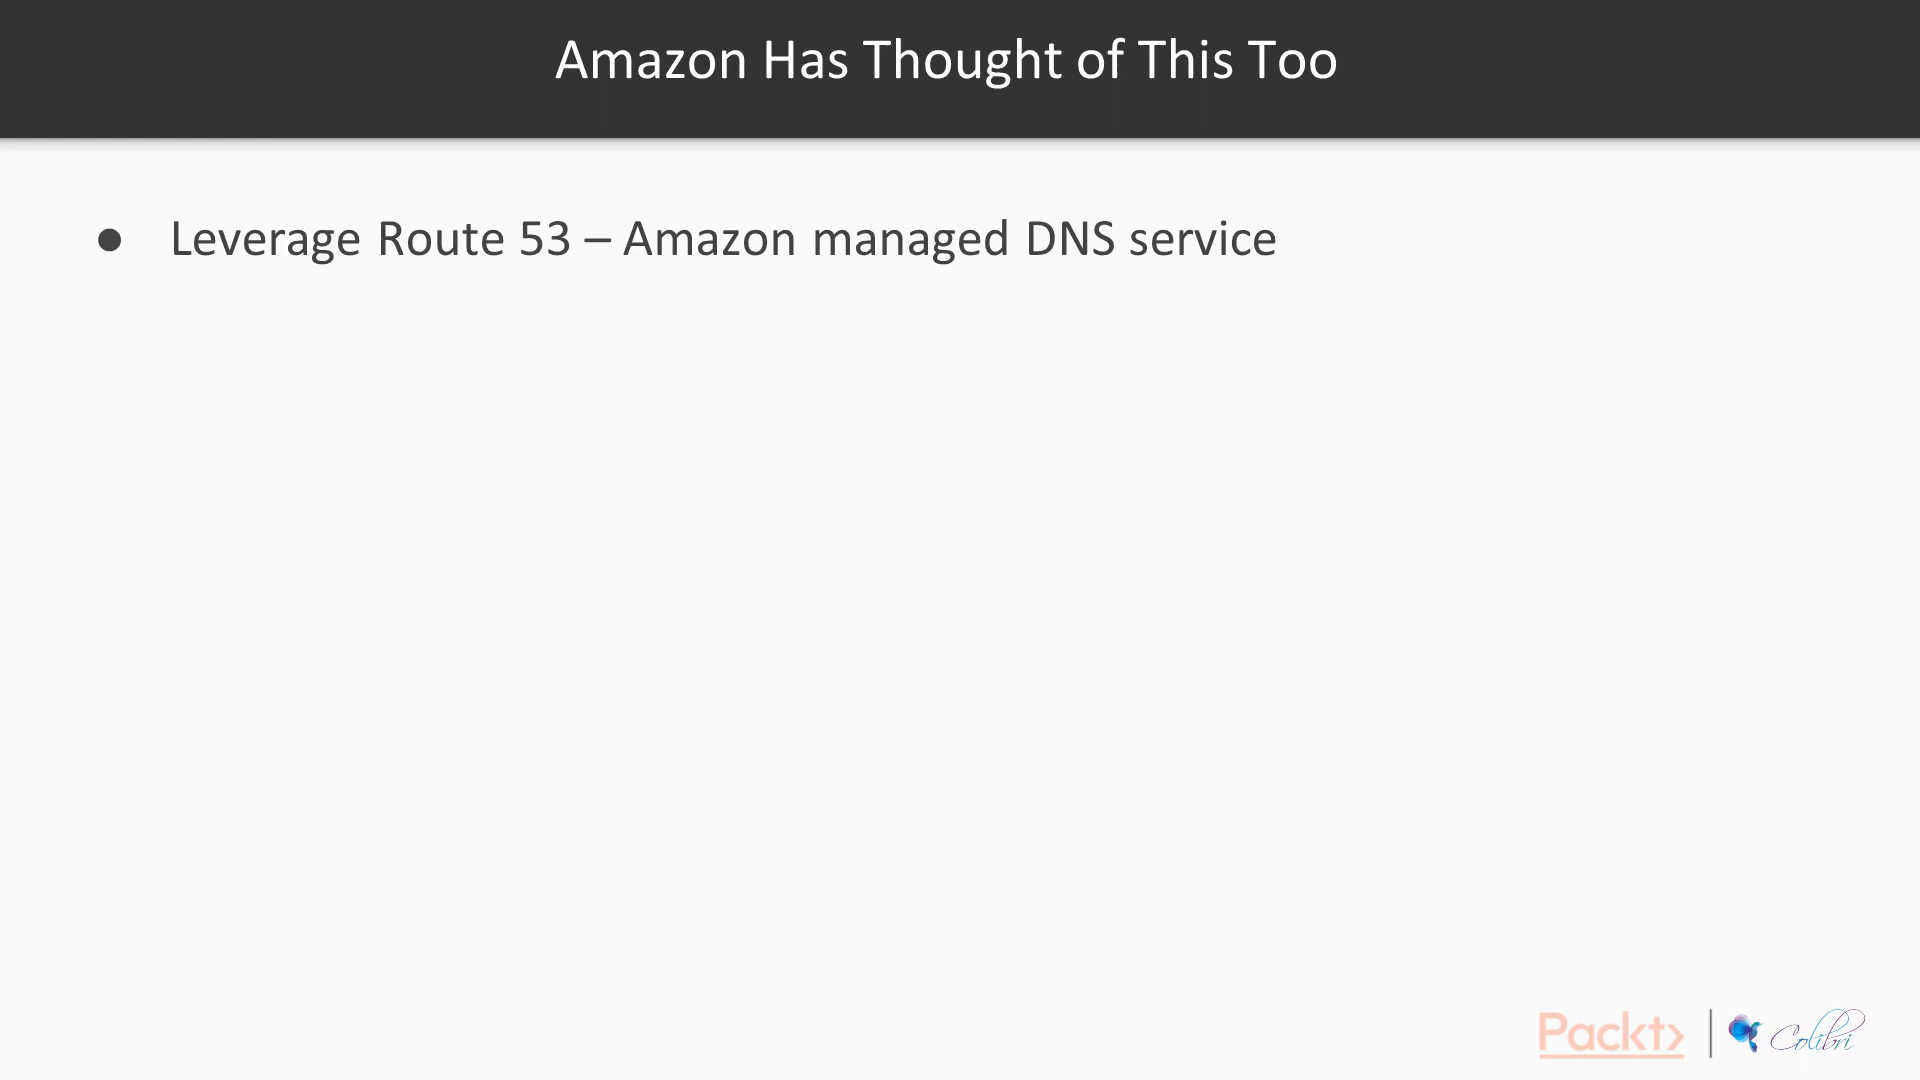 Amazon Has Thought of This Too
● Leverage Route 53 – Amazon managed DNS service
Packt> | Colibri